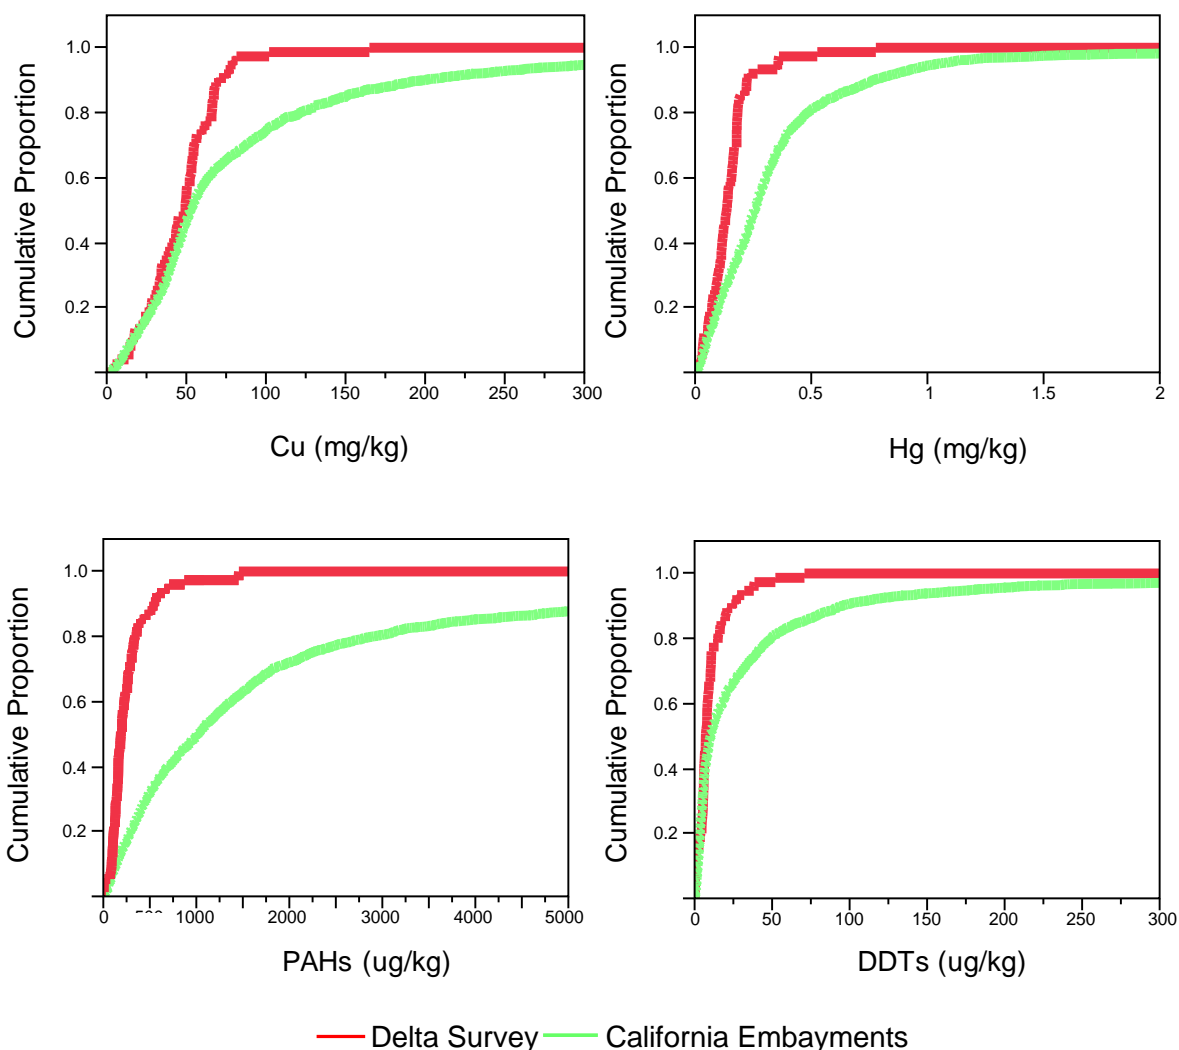 1.0
0.8
0.6
0.4
0.2
Cumulative Proportion
0 50 100 150 200 250 300
Cu (mg/kg)
1.0
0.8
0.6
0.4
0.2
Cumulative Proportion
0 0.5 1 1.5 2
Hg (mg/kg)
1.0
0.8
0.6
0.4
0.2
Cumulative Proportion
0 1000 2000 3000 4000 5000
PAHs (ug/kg)
1.0
0.8
0.6
0.4
0.2
Cumulative Proportion
0 50 100 150 200 250 300
DDTs (ug/kg)
Delta Survey California Embayments